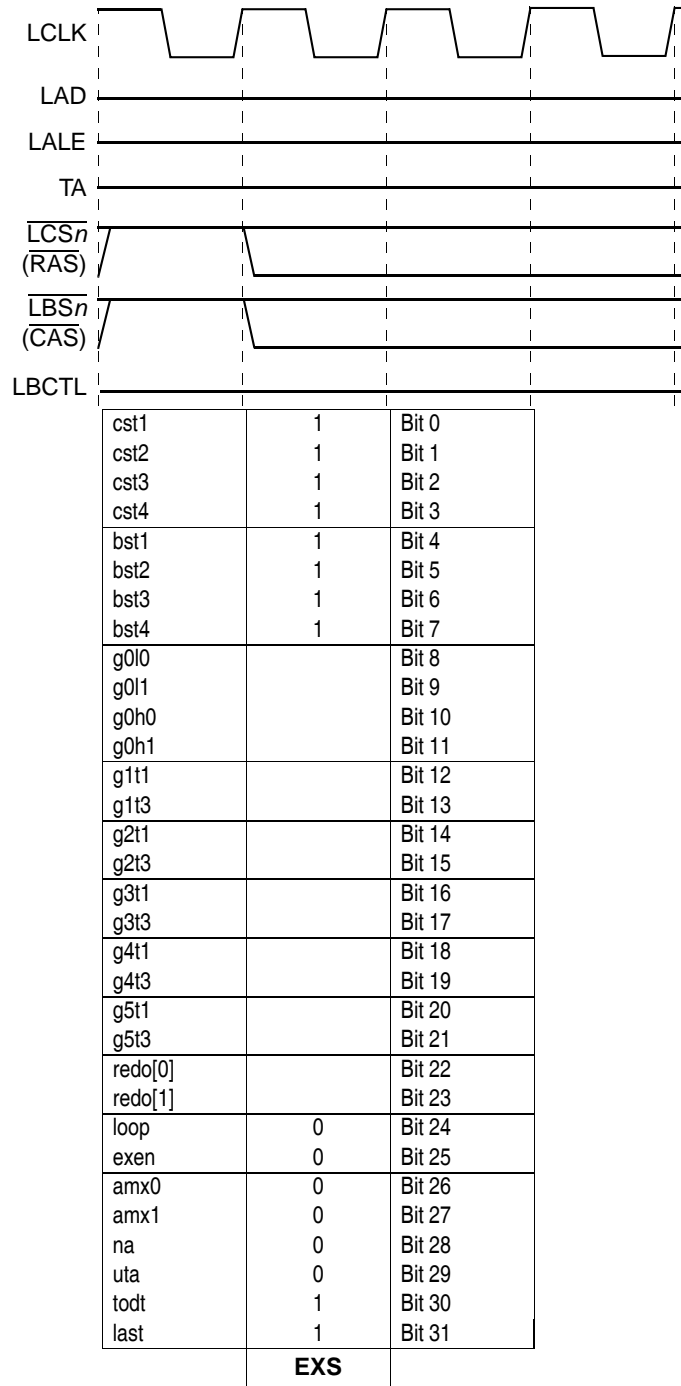 LCLK
LAD
LALE
TA
LCSn
(RAS)
LBSn
(CAS)
LBCTL
cst1 1 Bit 0
cst2 1 Bit 1
cst3 1 Bit 2
cst4 1 Bit 3
bst1 1 Bit 4
bst2 1 Bit 5
bst3 1 Bit 6
bst4 1 Bit 7
g0l0 Bit 8
g0l1 Bit 9
g0h0 Bit 10
g0h1 Bit 11
g1t1 Bit 12
g1t3 Bit 13
g2t1 Bit 14
g2t3 Bit 15
g3t1 Bit 16
g3t3 Bit 17
g4t1 Bit 18
g4t3 Bit 19
g5t1 Bit 20
g5t3 Bit 21
redo[0] Bit 22
redo[1] Bit 23
loop 0 Bit 24
exen 0 Bit 25
amx0 0 Bit 26
amx1 0 Bit 27
na 0 Bit 28
uta 0 Bit 29
todt 1 Bit 30
last 1 Bit 31
EXS